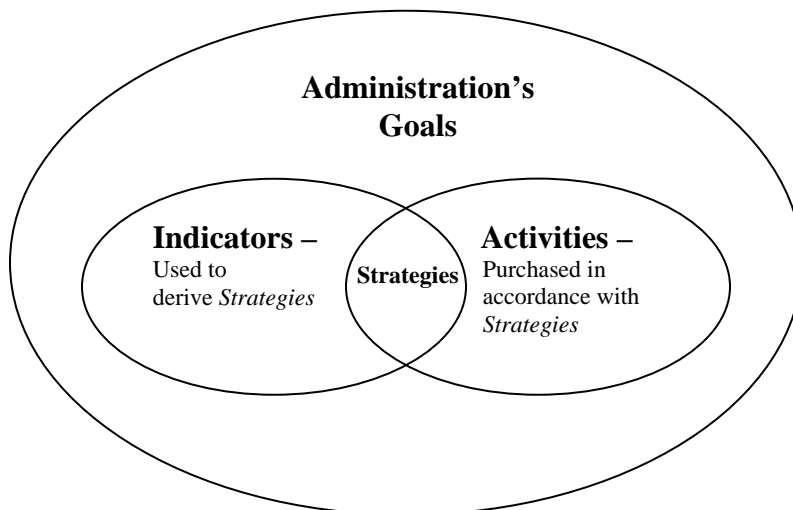 Administration’s
Goals
Indicators –
Used to
derive Strategies
Strategies
Activities –
Purchased in
accordance with
Strategies